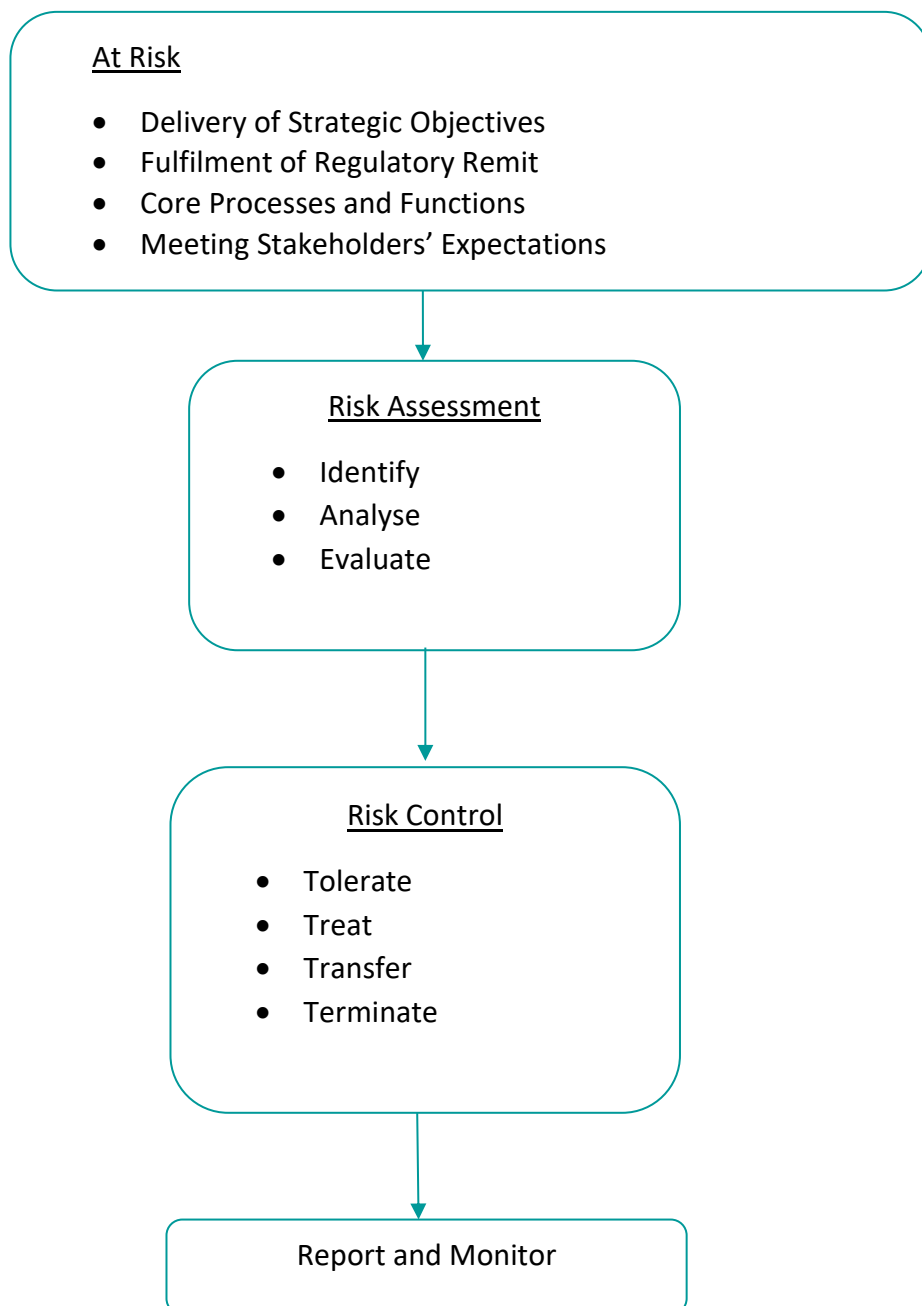 At Risk
• Delivery of Strategic Objectives
• Fulfilment of Regulatory Remit
• Core Processes and Functions
• Meeting Stakeholders’ Expectations
Risk Assessment
• Identify
• Analyse
• Evaluate
Risk Control
• Tolerate
• Treat
• Transfer
• Terminate
Report and Monitor